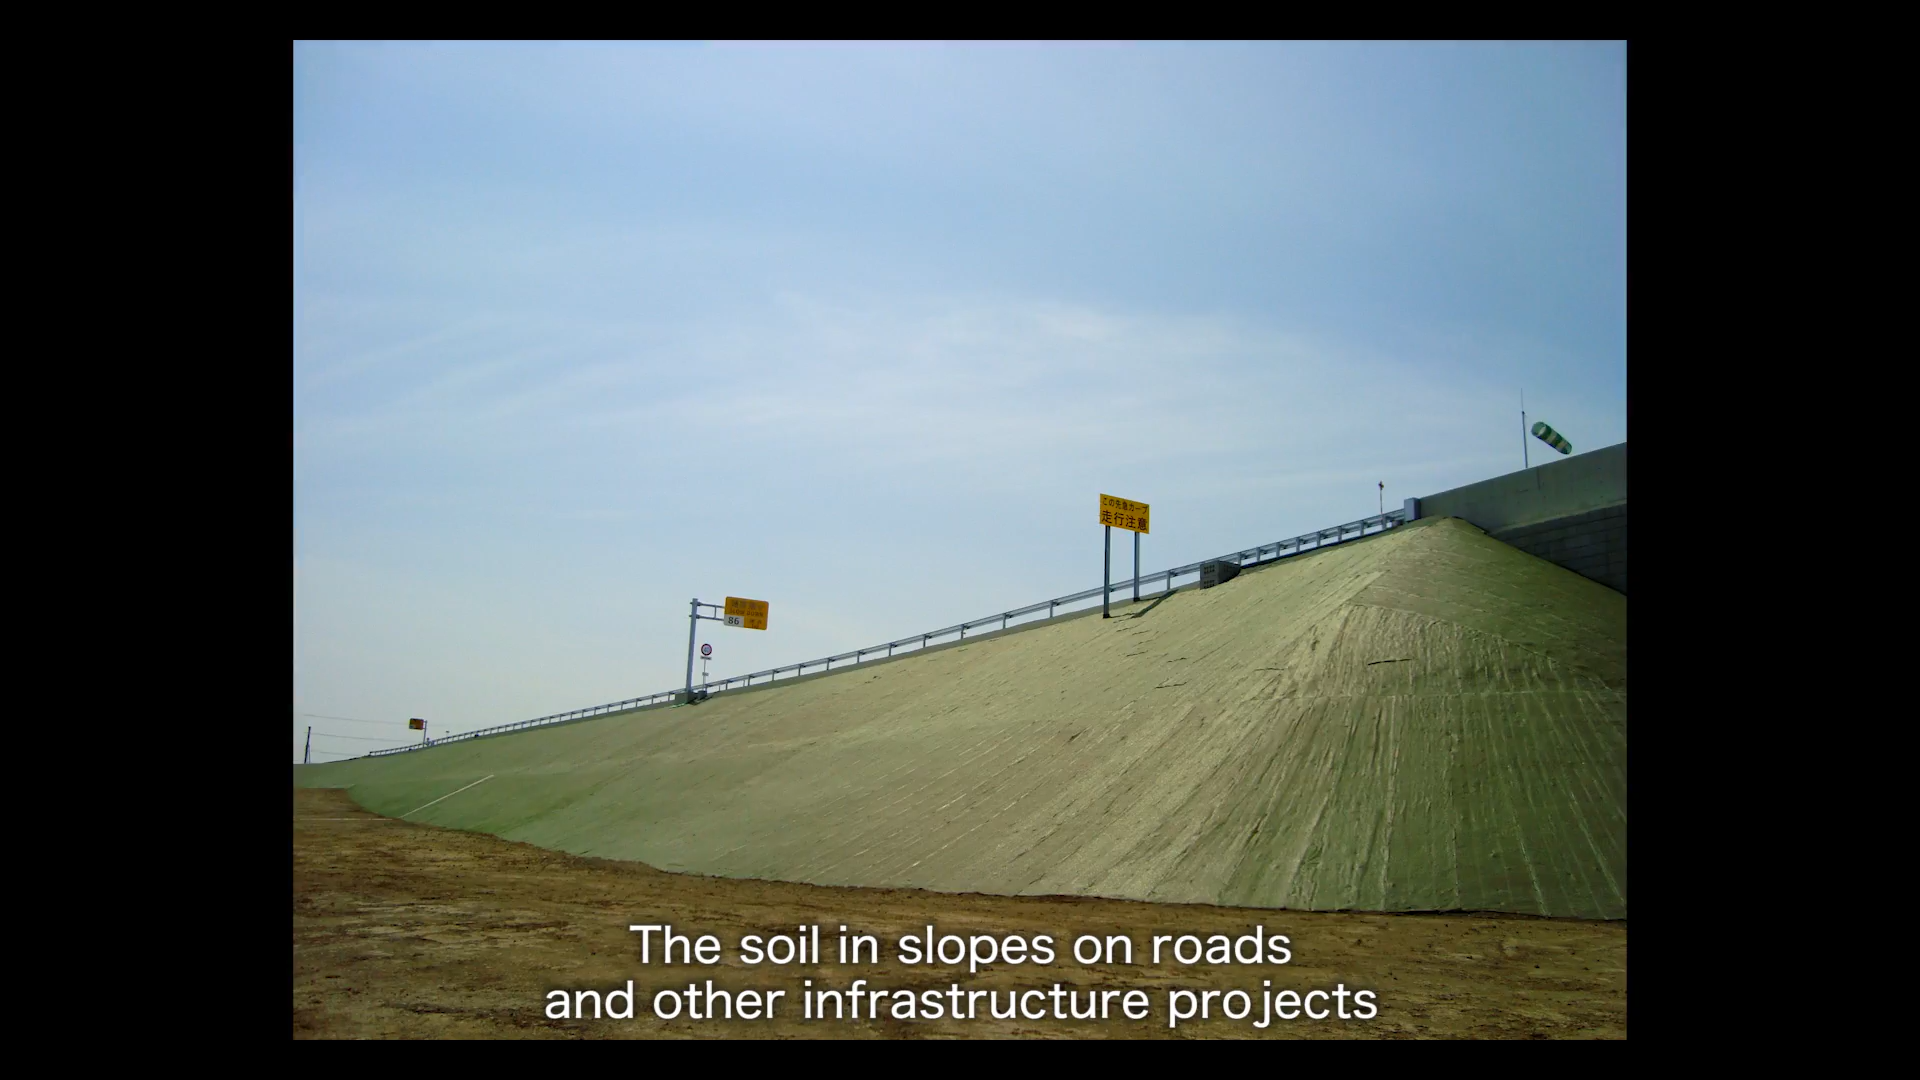 この先急カーブ
走行注意
86
The soil in slopes on roads
and other infrastructure projects